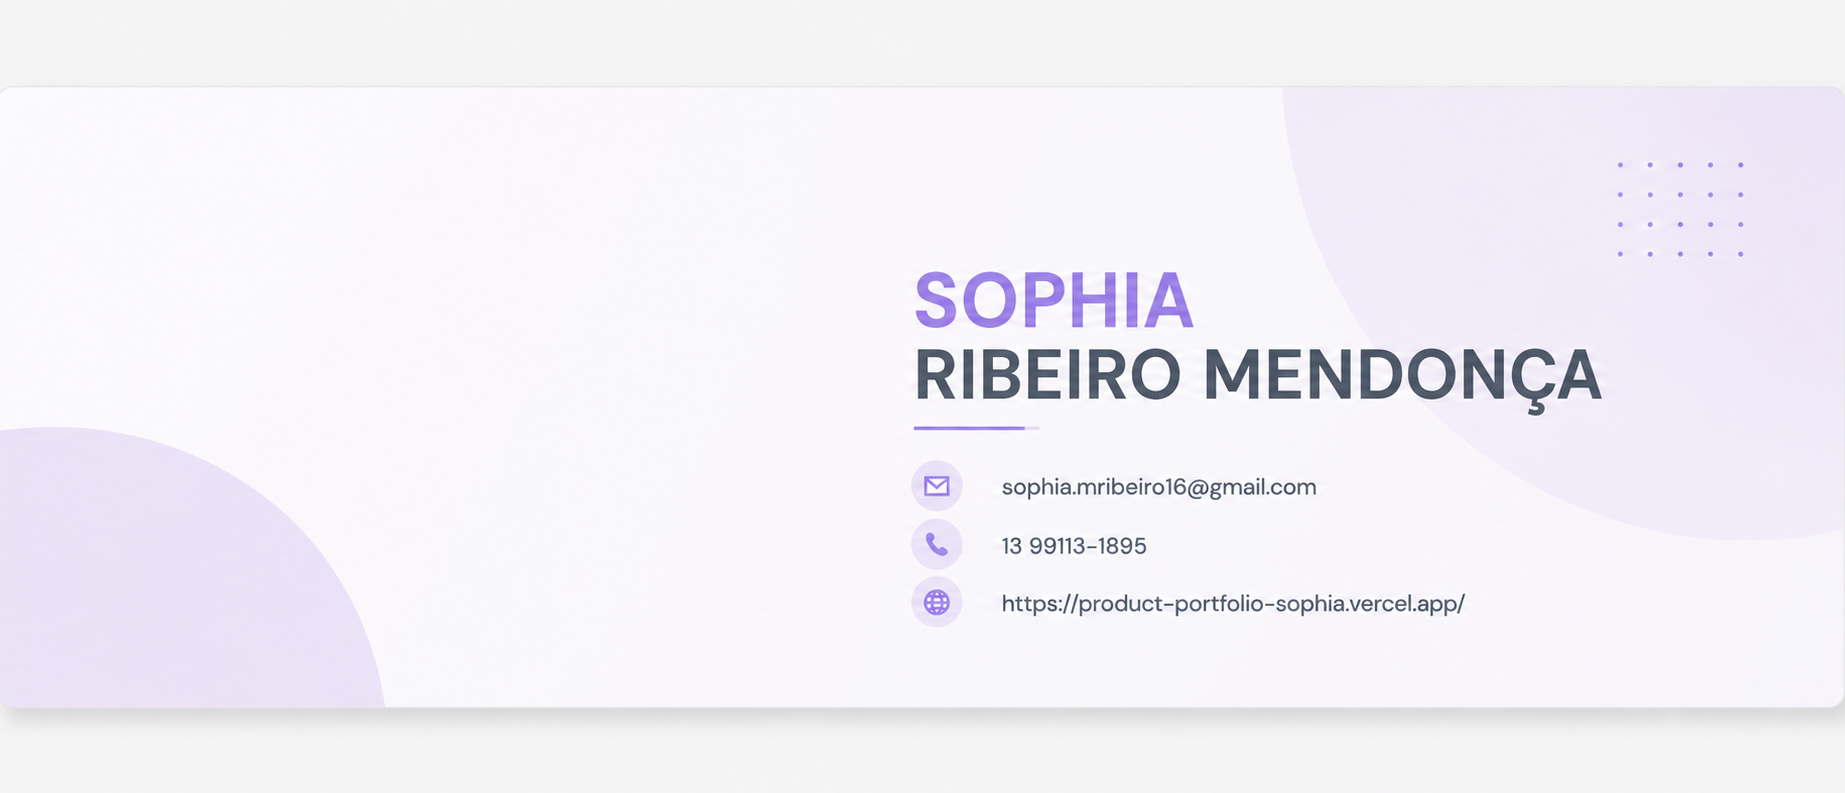 SOPHIA
RIBEIRO MENDONÇA
sophia.mribeiro16@gmail.com
13 99113-1895
https://product-portfolio-sophia.vercel.app/